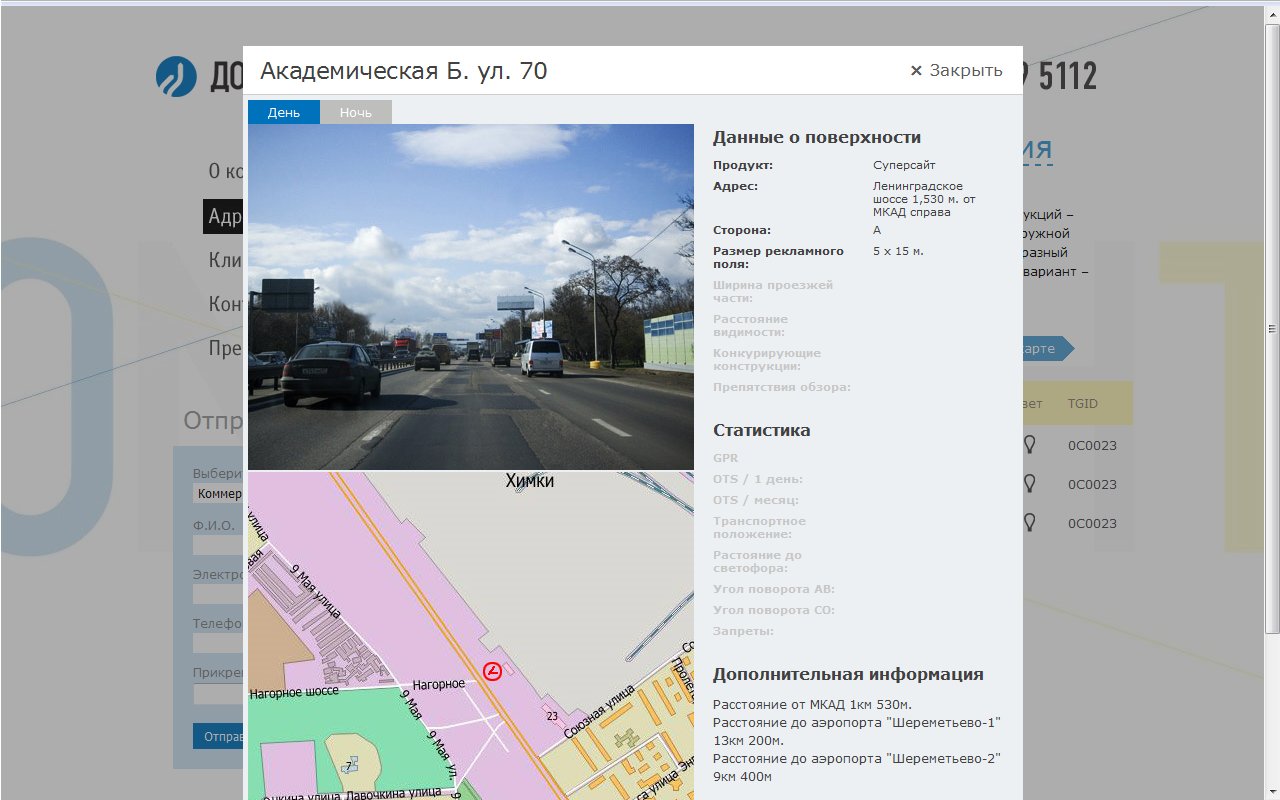 Академическая Б. ул. 70
× Закрыть
ДО
5112
День
Ночь
О ко
Адр
Кли
Кон
Пре
Отпр
Выбери
Коммер
Ф.И.О.
Электро
Телефо
Прикре
Отправ
Данные о поверхности
Продукт: Суперсайт
Адрес: Ленинградское
шоссе 1,530 м. от
МКАД справа
Сторона: А
Размер рекламного
поля: 5 x 15 м.
Ширина проезжей
части:
Расстояние
видимости:
Конкурирующие
конструкции:
Препятствия обзора:
Статистика
GPR
OTS / 1 день:
OTS / месяц:
Транспортное
положение:
Растояние до
светофора:
Угол поворота АВ:
Угол поворота СО:
Запреты:
Дополнительная информация
Расстояние от МКАД 1км 530м.
Расстояние до аэропорта "Шереметьево-1"
13км 200м.
Расстояние до аэропорта "Шереметьево-2"
9км 400м
ия
укций –
ружной
разный
вариант –
карте
вет TGID
0C0023
0C0023
0C0023
Химки
улица
9 Мая улица
Нагорное шоссе
Нагорное
9 Мая
9 Мая ул.
23
Союзная улица
7
Лавочкина улица